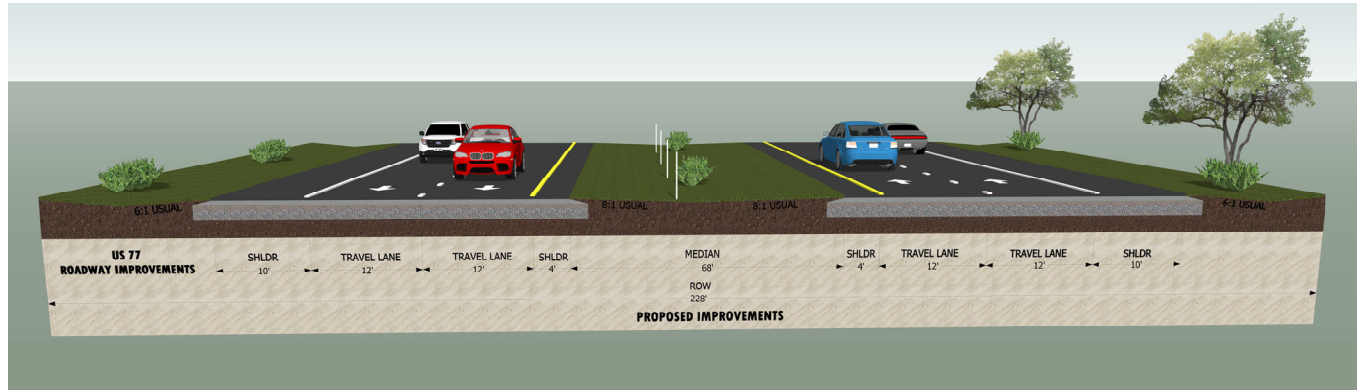 6:1 USUAL
8:1 USUAL
8:1 USUAL
6:1 USUAL
US 77
ROADWAY IMPROVEMENTS
SHLDR
10'
TRAVEL LANE
12'
TRAVEL LANE
12'
SHLDR
4'
MEDIAN
68'
SHLDR
4'
TRAVEL LANE
12'
TRAVEL LANE
12'
SHLDR
10'
ROW
228'
PROPOSED IMPROVEMENTS